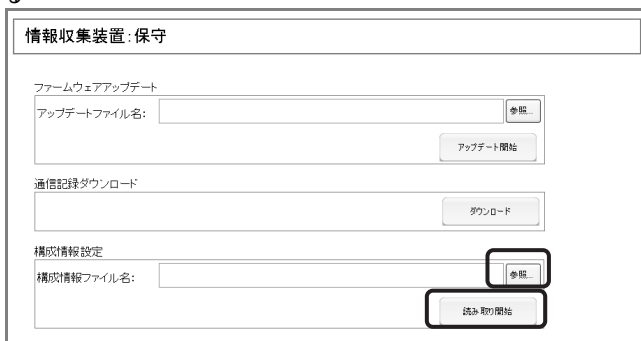 情報収集装置:保守
ファームウェアアップデート
アップデートファイル名:
参照...
アップデート開始
通信記録ダウンロード
ダウンロード
構成情報設定
構成情報ファイル名:
参照...
読み取り開始